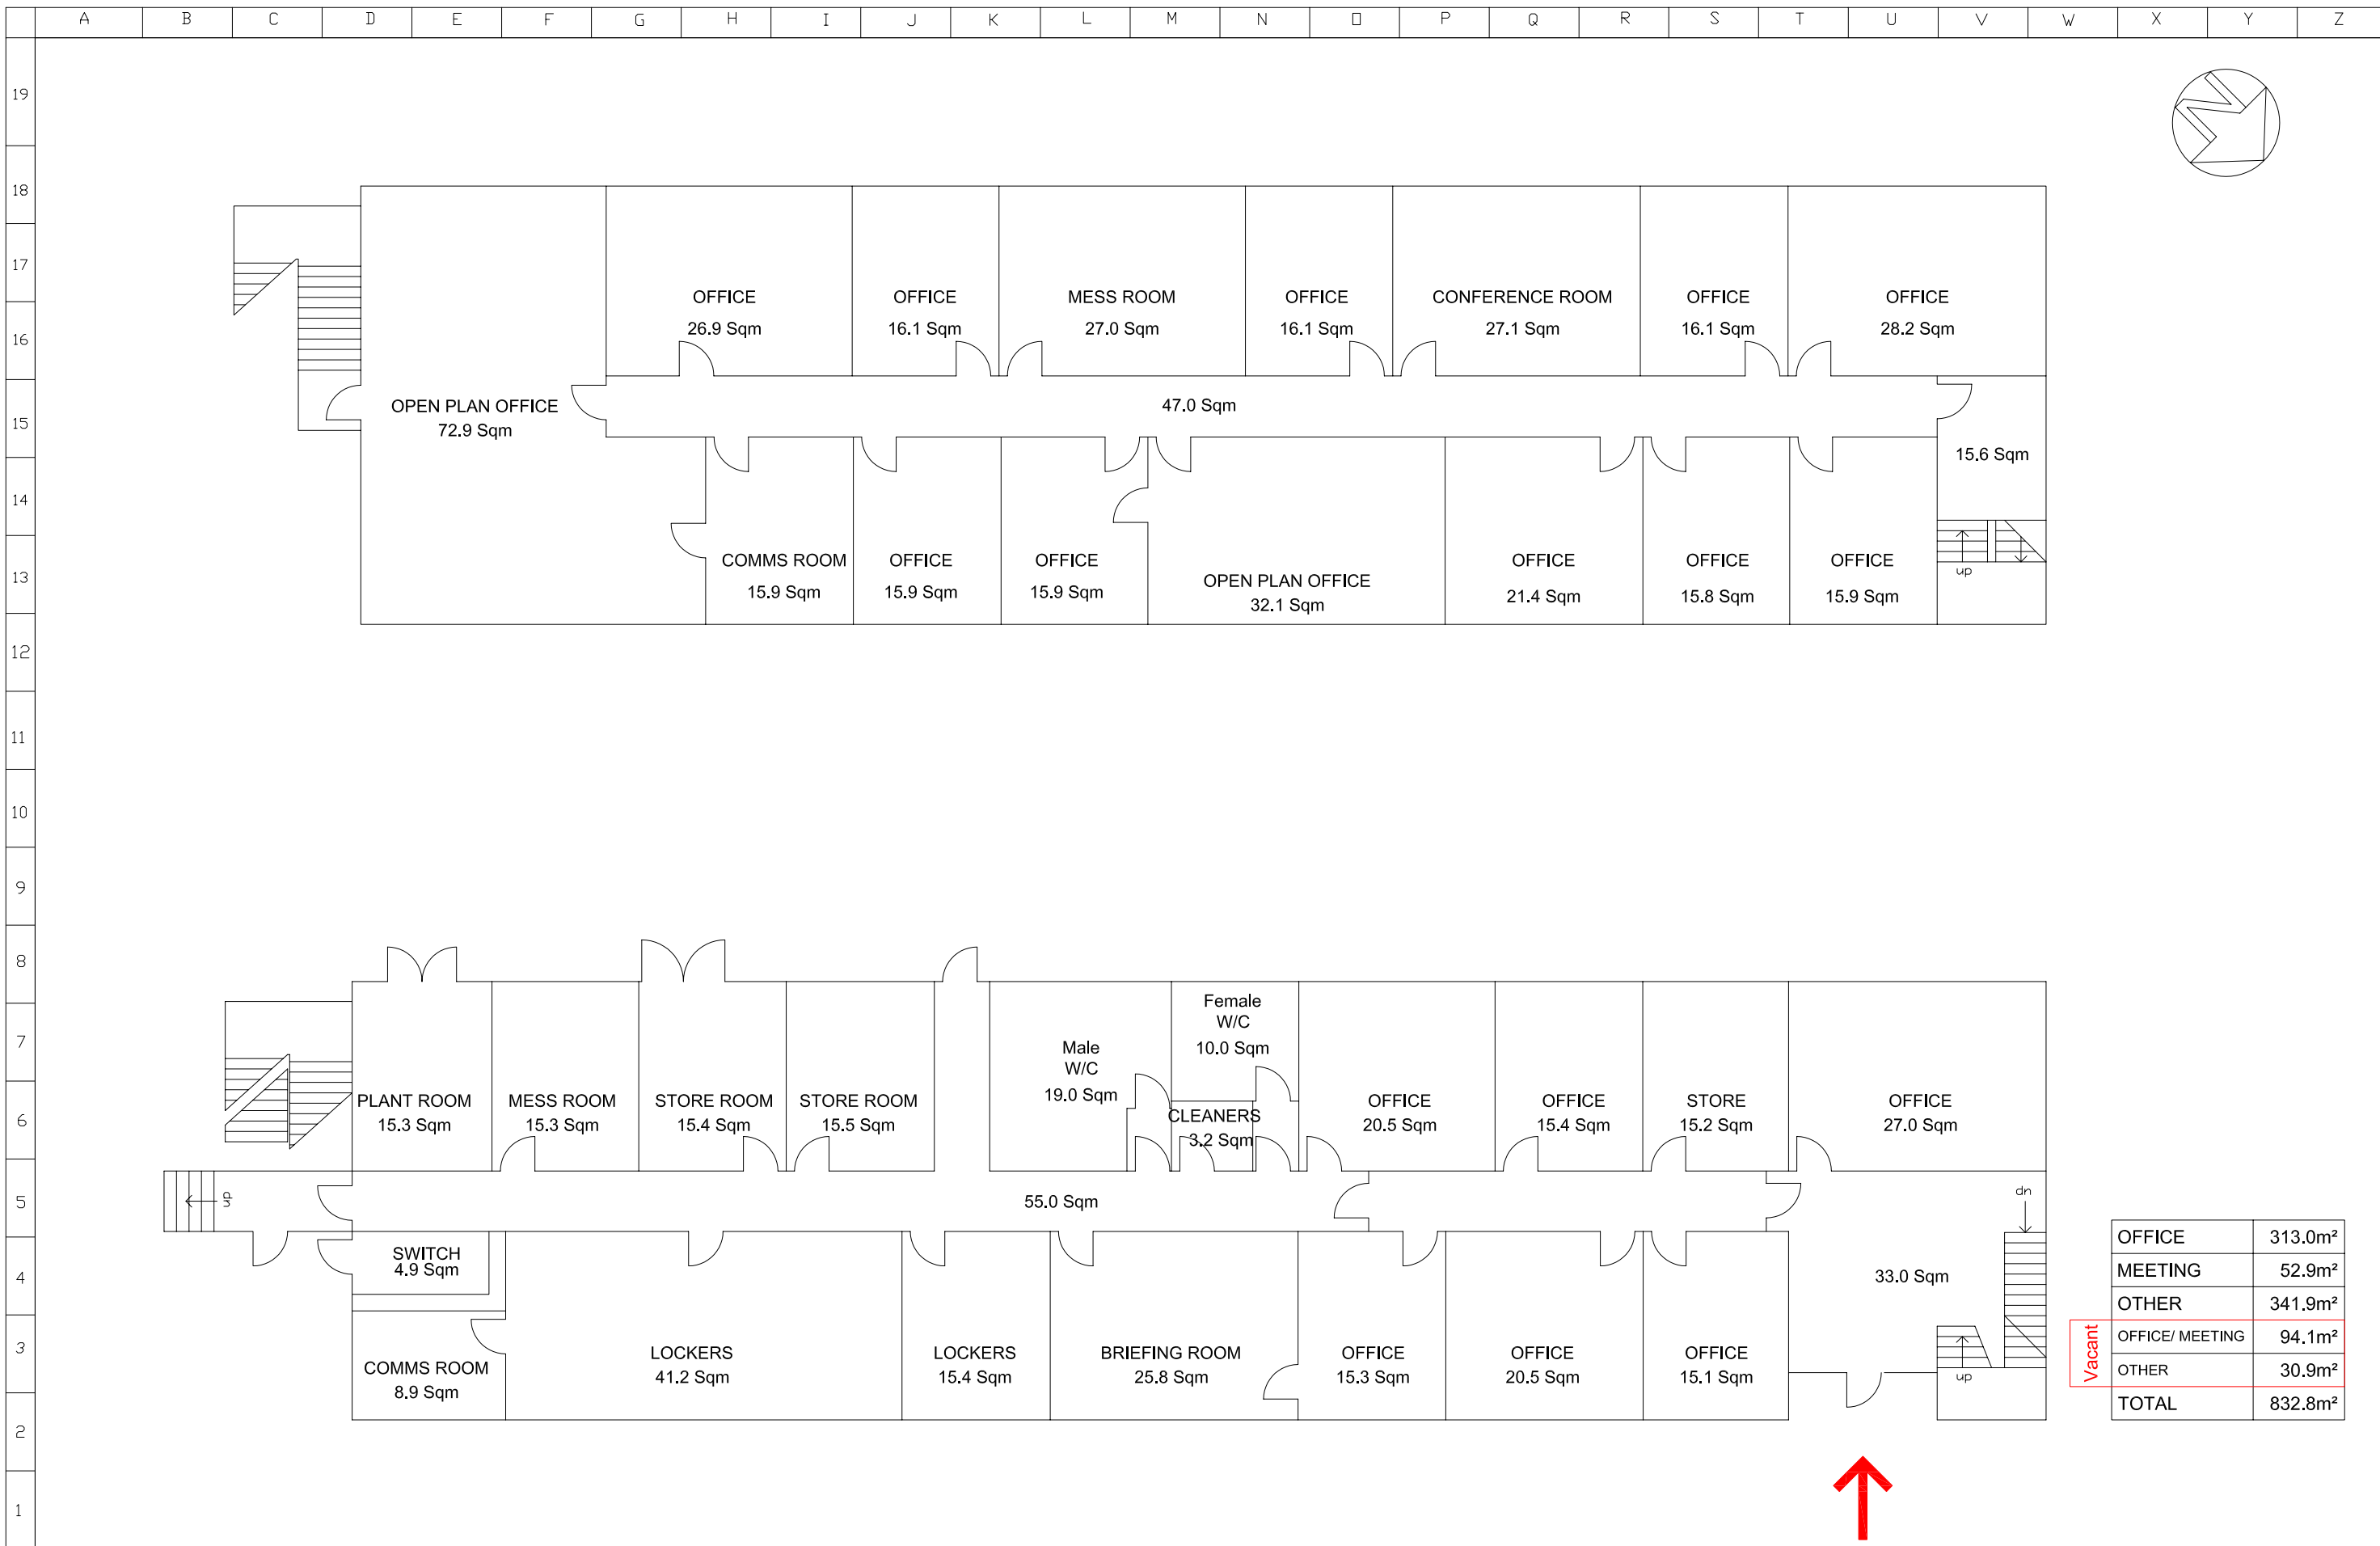 A B C D E F G H I J K L M N O P Q R S T U V W X Y Z
19
18
17
16
15
14
13
12
11
10
9
8
7
6
5
4
3
2
1
N
OFFICE
26.9 Sqm
OFFICE
16.1 Sqm
MESS ROOM
27.0 Sqm
OFFICE
16.1 Sqm
CONFERENCE ROOM
27.1 Sqm
OFFICE
16.1 Sqm
OFFICE
28.2 Sqm
OPEN PLAN OFFICE
72.9 Sqm
47.0 Sqm
15.6 Sqm
COMMS ROOM
15.9 Sqm
OFFICE
15.9 Sqm
OFFICE
15.9 Sqm
OPEN PLAN OFFICE
32.1 Sqm
OFFICE
21.4 Sqm
OFFICE
15.8 Sqm
OFFICE
15.9 Sqm
up
PLANT ROOM
15.3 Sqm
MESS ROOM
15.3 Sqm
STORE ROOM
15.4 Sqm
STORE ROOM
15.5 Sqm
Male
W/C
19.0 Sqm
Female
W/C
10.0 Sqm
CLEANERS
3.2 Sqm
OFFICE
20.5 Sqm
OFFICE
15.4 Sqm
STORE
15.2 Sqm
OFFICE
27.0 Sqm
up
55.0 Sqm
dn
SWITCH
4.9 Sqm
COMMS ROOM
8.9 Sqm
LOCKERS
41.2 Sqm
LOCKERS
15.4 Sqm
BRIEFING ROOM
25.8 Sqm
OFFICE
15.3 Sqm
OFFICE
20.5 Sqm
OFFICE
15.1 Sqm
33.0 Sqm
up
OFFICE 313.0m²
MEETING 52.9m²
OTHER 341.9m²
Vacant
OFFICE/ MEETING 94.1m²
OTHER 30.9m²
TOTAL 832.8m²